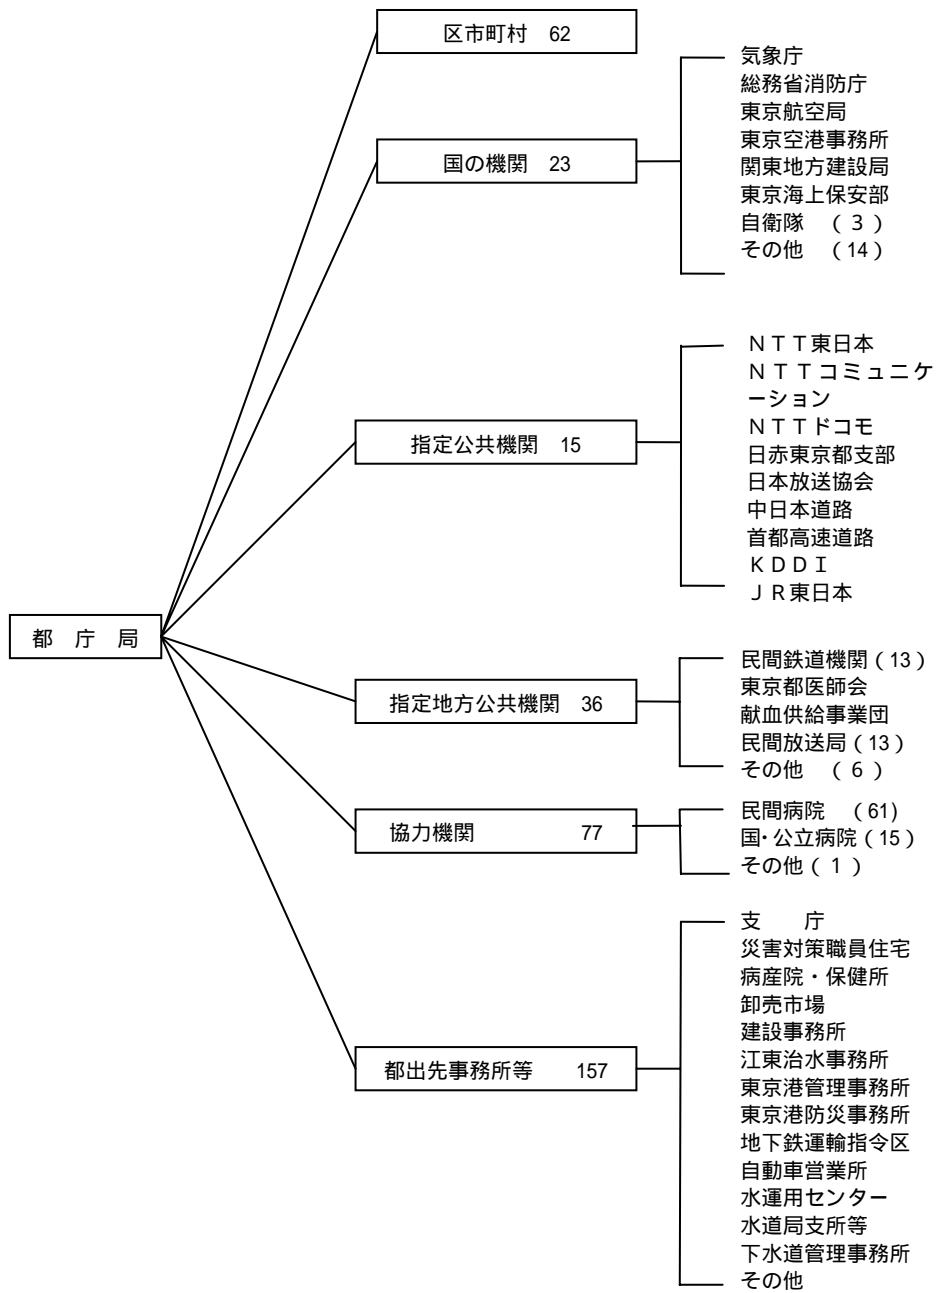 区市町村 62
国の機関 23
気象庁
総務省消防庁
東京航空局
東京空港事務所
関東地方建設局
東京海上保安部
自衛隊 （３）
その他 （14）
指定公共機関 15
ＮＴＴ東日本
ＮＴＴコミュニケ
ーション
ＮＴＴドコモ
日赤東京都支部
日本放送協会
中日本道路
首都高速道路
ＫＤＤＩ
ＪＲ東日本
都 庁 局
指定地方公共機関 36
民間鉄道機関（13）
東京都医師会
献血供給事業団
民間放送局（13）
その他 （６）
協力機関 77
民間病院 （61)
国･公立病院（15）
その他（１）
都出先事務所等 157
支 庁
災害対策職員住宅
病産院・保健所
卸売市場
建設事務所
江東治水事務所
東京港管理事務所
東京港防災事務所
地下鉄運輸指令区
自動車営業所
水運用センター
水道局支所等
下水道管理事務所
その他